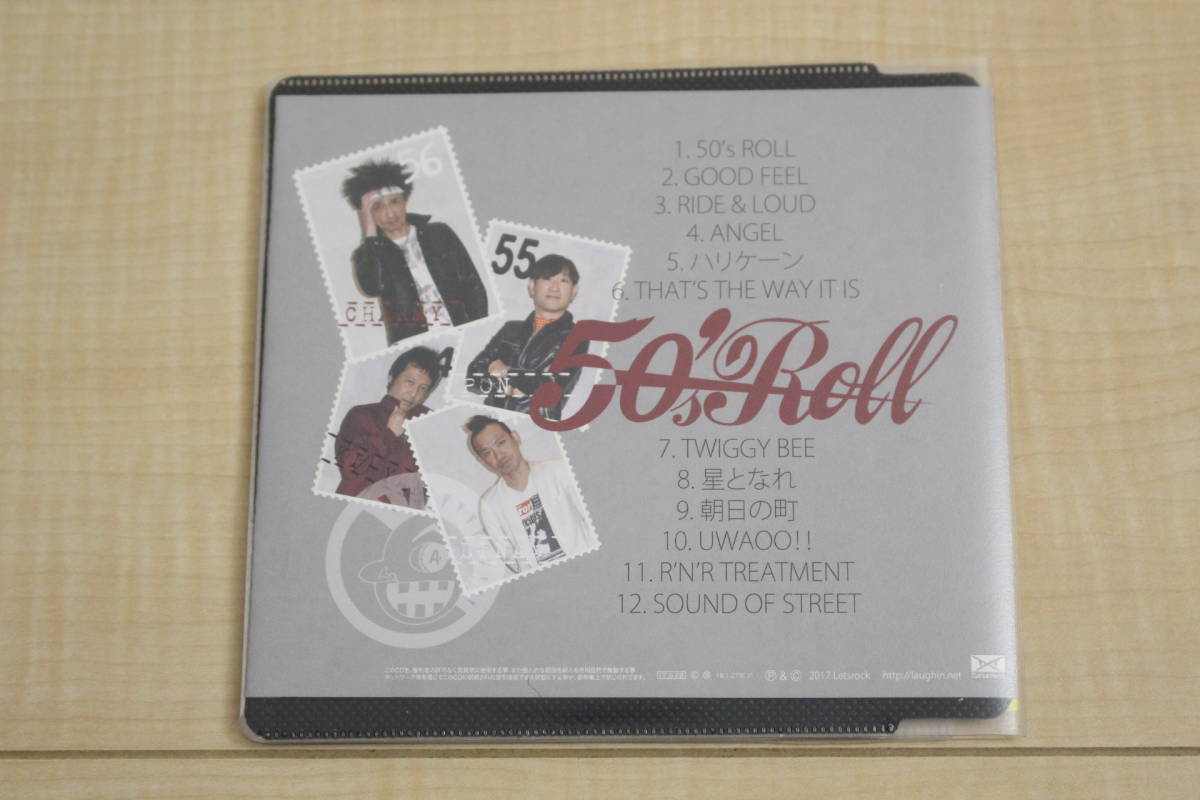 1. 50's ROLL
2. GOOD FEEL
3. RIDE & LOUD
4. ANGEL
5. ハリケーン
6. THAT'S THE WAY IT IS
56
CHARMY
55
PON
4
50's Roll
7. TWIGGY BEE
8. 星となれ
9. 朝日の町
10. UWAOO!!
11. R'N'R TREATMENT
12. SOUND OF STREET
Ⓟ & © 2017 Letsrock http://laughin.net